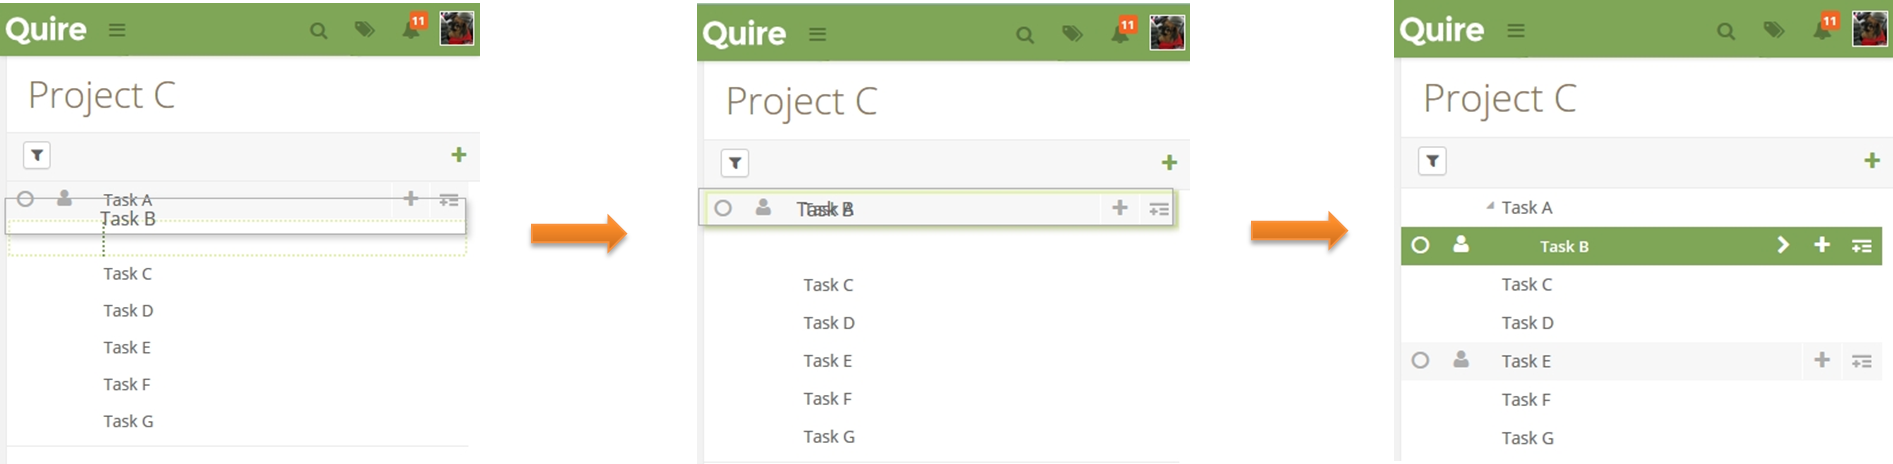 Quire
11
Project C
Task A
Task B
Task C
Task D
Task E
Task F
Task G
Quire
11
Project C
Task B
Task A
Task C
Task D
Task E
Task F
Task G
Quire
11
Project C
Task A
Task B
Task C
Task D
Task E
Task F
Task G